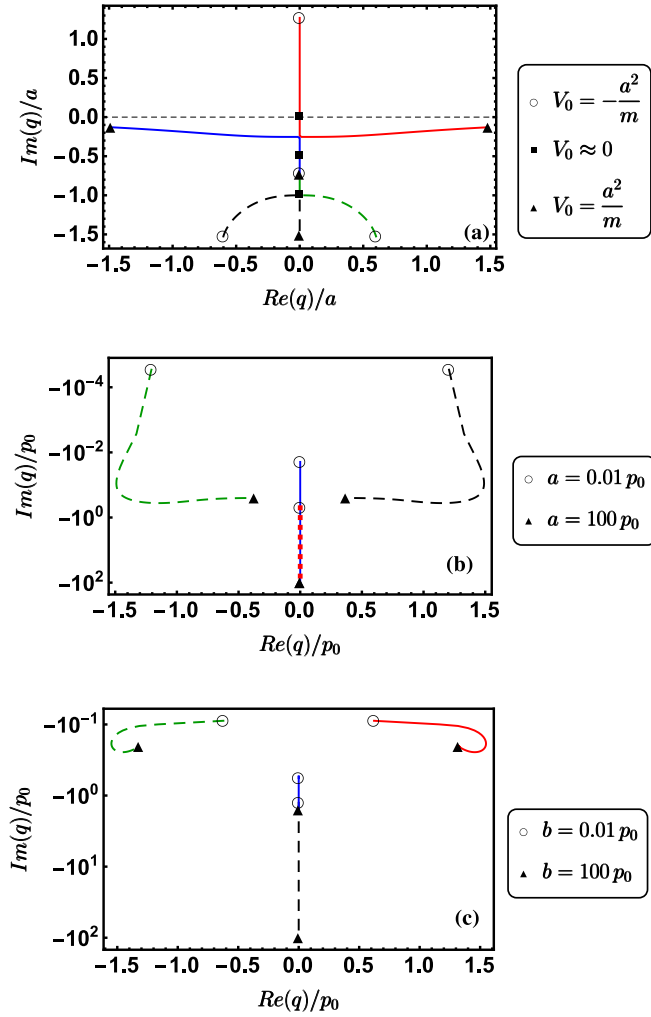 1.0
0.5
0.0
−0.5
−1.0
−1.5
Im(q)/a
(a)
−1.5 −1.0 −0.5 0.0 0.5 1.0 1.5
Re(q)/a
○ V₀ = −a²/m
■ V₀ ≈ 0
▲ V₀ = a²/m
−10⁻⁴
−10⁻²
−10⁰
−10²
Im(q)/p₀
(b)
−1.5 −1.0 −0.5 0.0 0.5 1.0 1.5
Re(q)/p₀
○ a = 0.01 p₀
▲ a = 100 p₀
−10⁻¹
−10⁰
−10¹
−10²
Im(q)/p₀
(c)
−1.5 −1.0 −0.5 0.0 0.5 1.0 1.5
Re(q)/p₀
○ b = 0.01 p₀
▲ b = 100 p₀